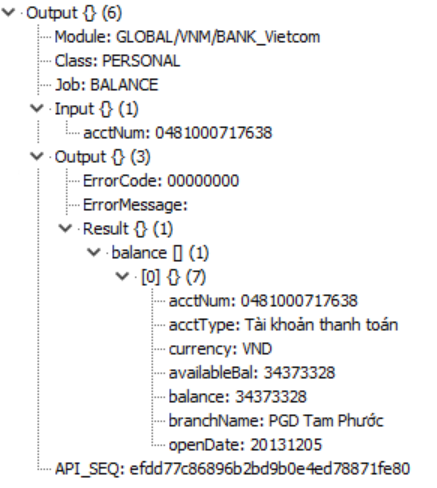 Output {} (6)
Module: GLOBAL/VNM/BANK_Vietcom
Class: PERSONAL
Job: BALANCE
Input {} (1)
acctNum: 0481000717638
Output {} (3)
ErrorCode: 00000000
ErrorMessage:
Result {} (1)
balance [] (1)
[0] {} (7)
acctNum: 0481000717638
acctType: Tài khoản thanh toán
currency: VND
availableBal: 34373328
balance: 34373328
branchName: PGD Tam Phước
openDate: 20131205
API_SEQ: efdd77c86896b2bd9b0e4ed78871fe80